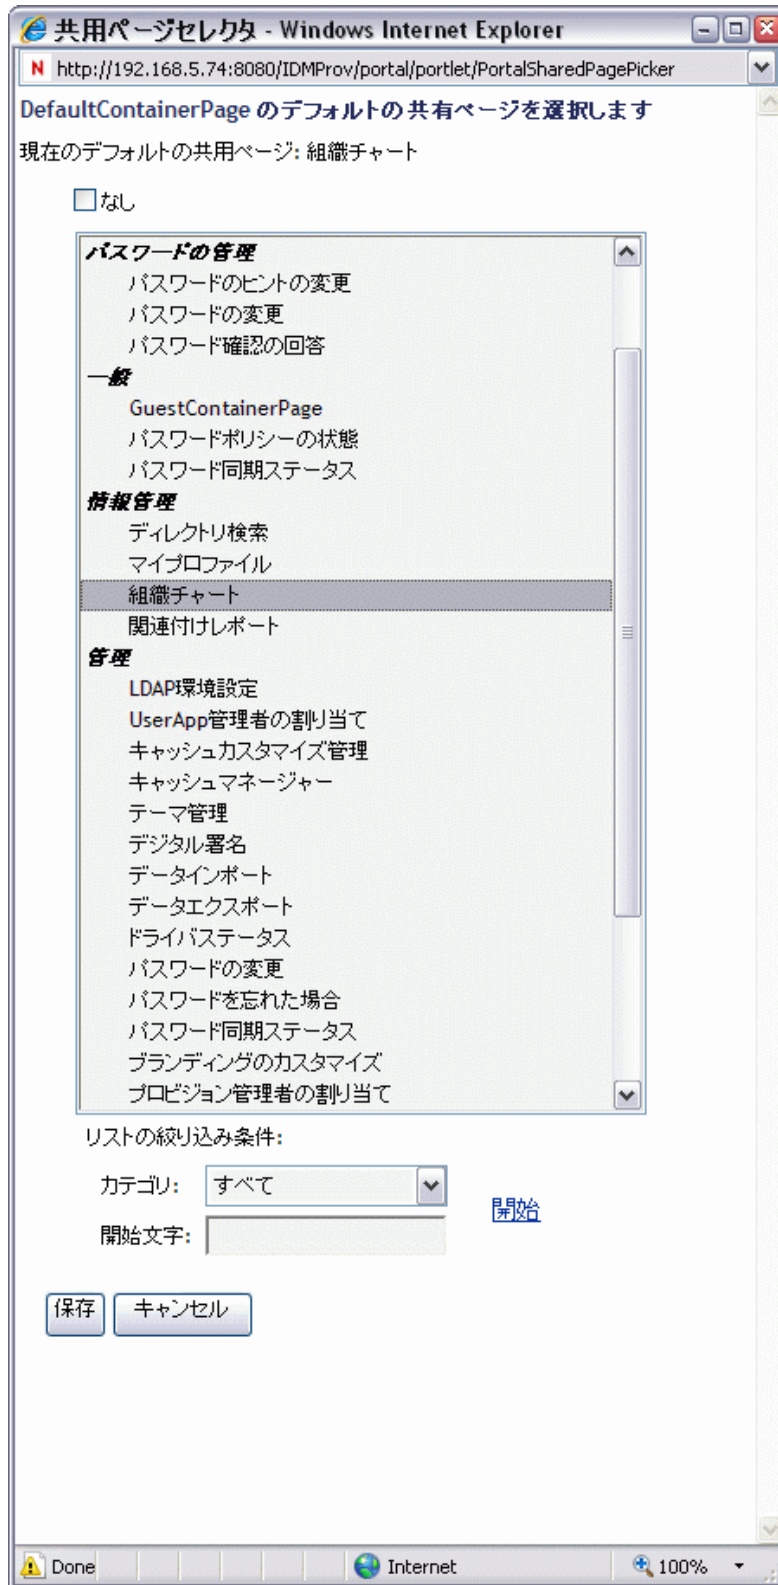 共用ページセレクタ - Windows Internet Explorer
N http://192.168.5.74:8080/IDMProv/portal/portlet/PortalSharedPagePicker
DefaultContainerPage のデフォルトの共有ページを選択します
現在のデフォルトの共用ページ: 組織チャート
なし
パスワードの管理
パスワードのヒントの変更
パスワードの変更
パスワード確認の回答
一般
GuestContainerPage
パスワードポリシーの状態
パスワード同期ステータス
情報管理
ディレクトリ検索
マイプロファイル
組織チャート
関連付けレポート
管理
LDAP環境設定
UserApp管理者の割り当て
キャッシュカスタマイズ管理
キャッシュマネージャー
テーマ管理
デジタル署名
データインポート
データエクスポート
ドライバステータス
パスワードの変更
パスワードを忘れた場合
パスワード同期ステータス
ブランディングのカスタマイズ
プロビジョン管理者の割り当て
リストの絞り込み条件:
カテゴリ: すべて
開始
開始文字:
保存 キャンセル
Done Internet 100%